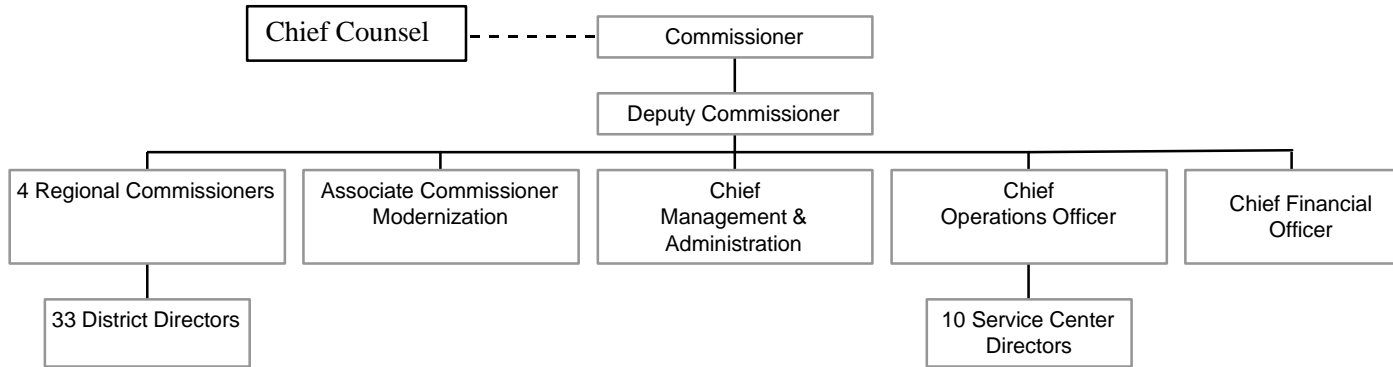 Chief Counsel
Commissioner
Deputy Commissioner
4 Regional Commissioners
Associate Commissioner
Modernization
Chief
Management &
Administration
Chief
Operations Officer
Chief Financial
Officer
33 District Directors
10 Service Center
Directors